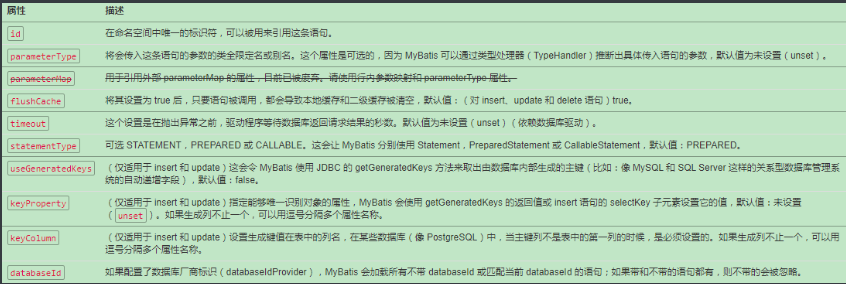 属性 描述
id 在命名空间中唯一的标识符，可以被用来引用这条语句。
parameterType 将会传入这条语句的参数的类全限定名或别名。这个属性是可选的，因为 MyBatis 可以通过类型处理器（TypeHandler）推断出具体传入语句的参数，默认值为未设置（unset）。
parameterMap 用于引用外部 parameterMap 的属性，目前已被废弃。请使用行内参数映射和 parameterType 属性。
flushCache 将其设置为 true 后，只要语句被调用，都会导致本地缓存和二级缓存被清空，默认值：（对 insert、update 和 delete 语句）true。
timeout 这个设置是在抛出异常之前，驱动程序等待数据库返回请求结果的秒数。默认值为未设置（unset）（依赖数据库驱动）。
statementType 可选 STATEMENT，PREPARED 或 CALLABLE。这会让 MyBatis 分别使用 Statement，PreparedStatement 或 CallableStatement，默认值：PREPARED。
useGeneratedKeys （仅适用于 insert 和 update）这会令 MyBatis 使用 JDBC 的 getGeneratedKeys 方法来取出由数据库内部生成的主键（比如：像 MySQL 和 SQL Server 这样的关系型数据库管理
系统的自动递增字段），默认值：false。
keyProperty （仅适用于 insert 和 update）指定能够唯一识别对象的属性，MyBatis 会使用 getGeneratedKeys 的返回值或 insert 语句的 selectKey 子元素设置它的值，默认值：未设置
（unset）。如果生成列不止一个，可以用逗号分隔多个属性名称。
keyColumn （仅适用于 insert 和 update）设置生成键值在表中的列名，在某些数据库（像 PostgreSQL）中，当主键列不是表中的第一列的时候，是必须设置的。如果生成列不止一个，可以用
逗号分隔多个属性名称。
databaseId 如果配置了数据库厂商标识（databaseIdProvider），MyBatis 会加载所有不带 databaseId 或匹配当前 databaseId 的语句；如果带和不带的语句都有，则不带的会被忽略。